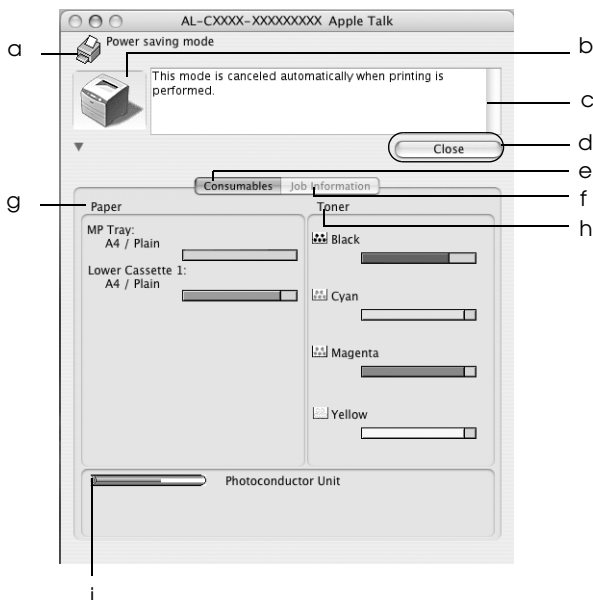 AL-CXXXX-XXXXXXXXX Apple Talk
a
Power saving mode
b
This mode is canceled automatically when printing is
performed.
c
Close
d
e
Consumables
Job Information
f
g
Paper
Toner
h
MP Tray:
A4 / Plain
Lower Cassette 1:
A4 / Plain
Black
Cyan
Magenta
Yellow
Photoconductor Unit
i